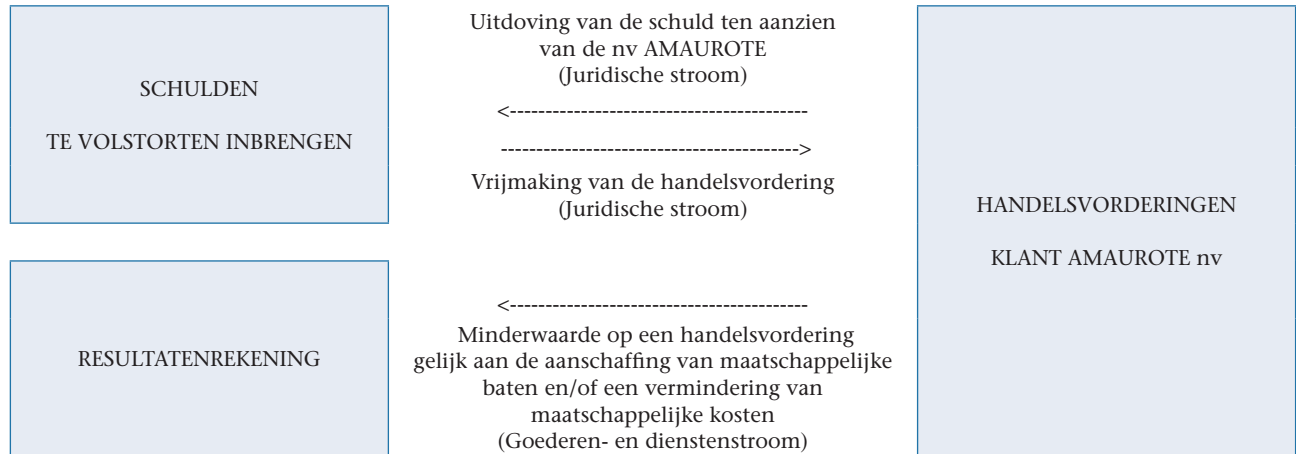 SCHULDEN
TE VOLSTORTEN INBRENGEN
Uitdoving van de schuld ten aanzien
van de nv AMAUROTE
(Juridische stroom)
<------------------------------------------
------------------------------------------>
Vrijmaking van de handelsvordering
(Juridische stroom)
HANDELSVORDERINGEN
KLANT AMAUROTE nv
RESULTATENREKENING
<------------------------------------------
Minderwaarde op een handelsvordering
gelijk aan de aanschaffing van maatschappelijke
baten en/of een vermindering van
maatschappelijke kosten
(Goederen- en dienstenstroom)